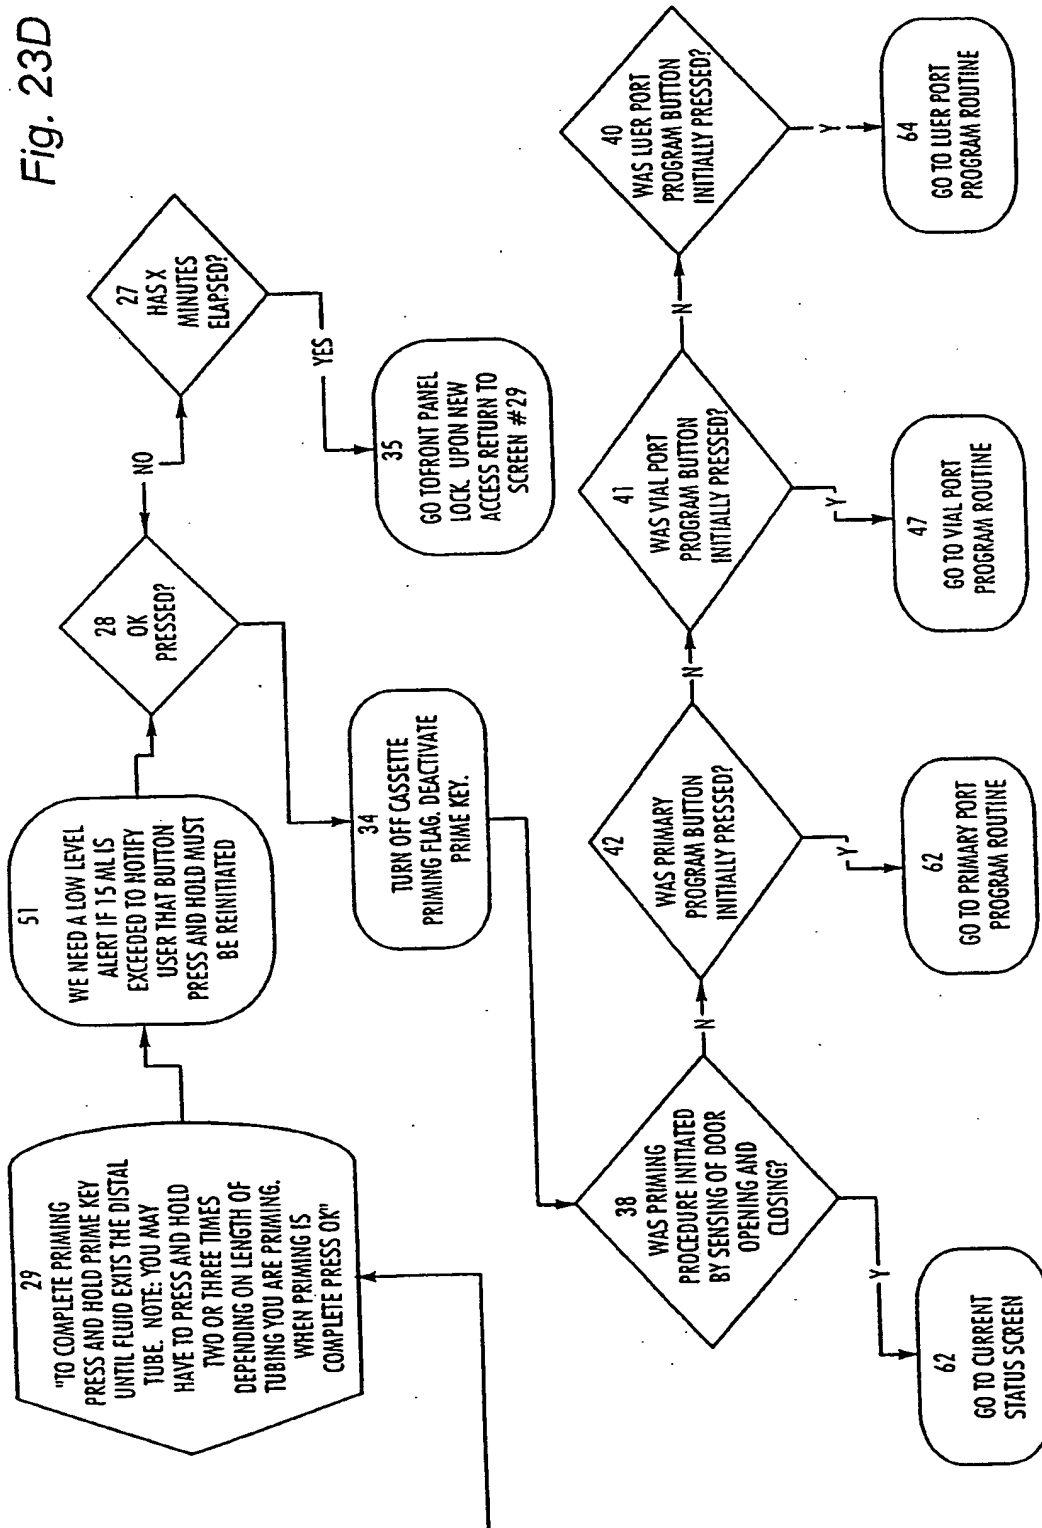 Fig. 23D
29
"TO COMPLETE PRIMING
PRESS AND HOLD PRIME KEY
UNTIL FLUID EXITS THE DISTAL
TUBE. NOTE: YOU MAY
HAVE TO PRESS AND HOLD
TWO OR THREE TIMES
DEPENDING ON LENGTH OF
TUBING YOU ARE PRIMING.
WHEN PRIMING IS
COMPLETE PRESS OK"
51
WE NEED A LOW LEVEL
ALERT IF 15 ML IS
EXCEEDED TO NOTIFY
USER THAT BUTTON
PRESS AND HOLD MUST
BE REINITIATED
28
OK
PRESSED?
NO
27
HAS X
MINUTES
ELAPSED?
YES
35
GO TOFRONT PANEL
LOCK. UPON NEW
ACCESS RETURN TO
SCREEN #29
34
TURN OFF CASSETTE
PRIMING FLAG. DEACTIVATE
PRIME KEY.
38
WAS PRIMING
PROCEDURE INITIATED
BY SENSING OF DOOR
OPENING AND
CLOSING?
N
42
WAS PRIMARY
PROGRAM BUTTON
INITIALLY PRESSED?
N
41
WAS VIAL PORT
PROGRAM BUTTON
INITIALLY PRESSED?
N
40
WAS LUER PORT
PROGRAM BUTTON
INITIALLY PRESSED?
Y
Y
Y
Y
62
GO TO CURRENT
STATUS SCREEN
62
GO TO PRIMARY PORT
PROGRAM ROUTINE
47
GO TO VIAL PORT
PROGRAM ROUTINE
64
GO TO LUER PORT
PROGRAM ROUTINE